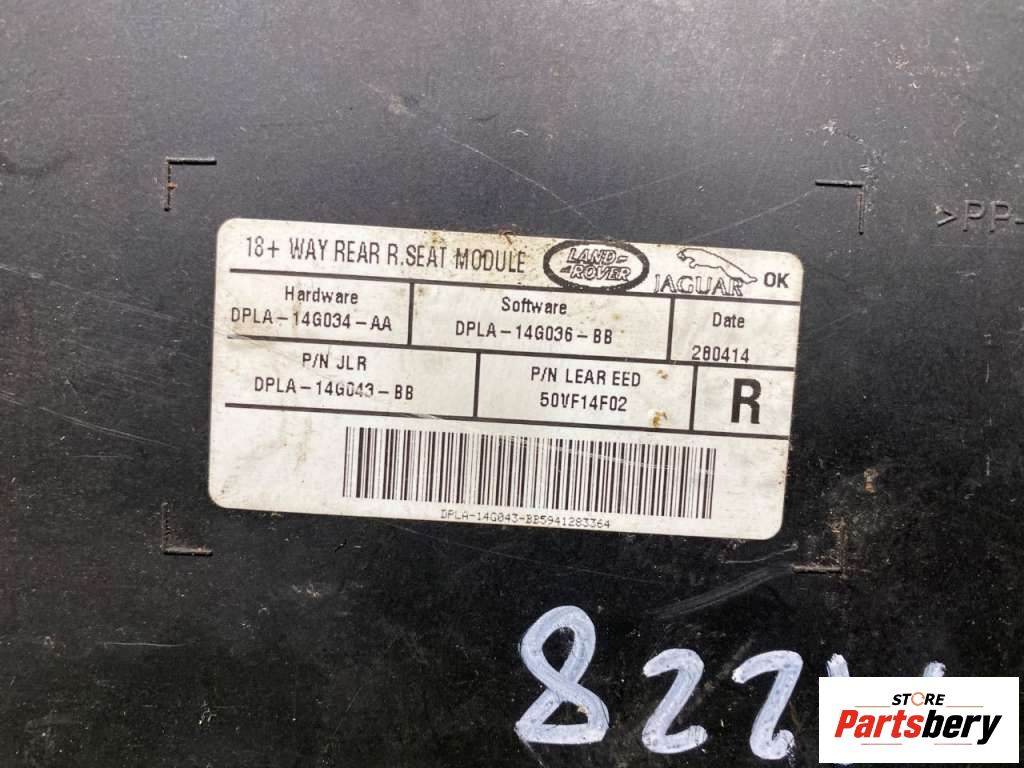 >PP-
18+ WAY REAR R.SEAT MODULE LAND-ROVER JAGUAR OK
Hardware Software Date
DPLA-14G034-AA DPLA-14G036-BB 280414
P/N JLR P/N LEAR EED R
DPLA-14G043-BB 50VF14F02
DPLA-14G043-BB5941283364
822
STORE
Partsbery